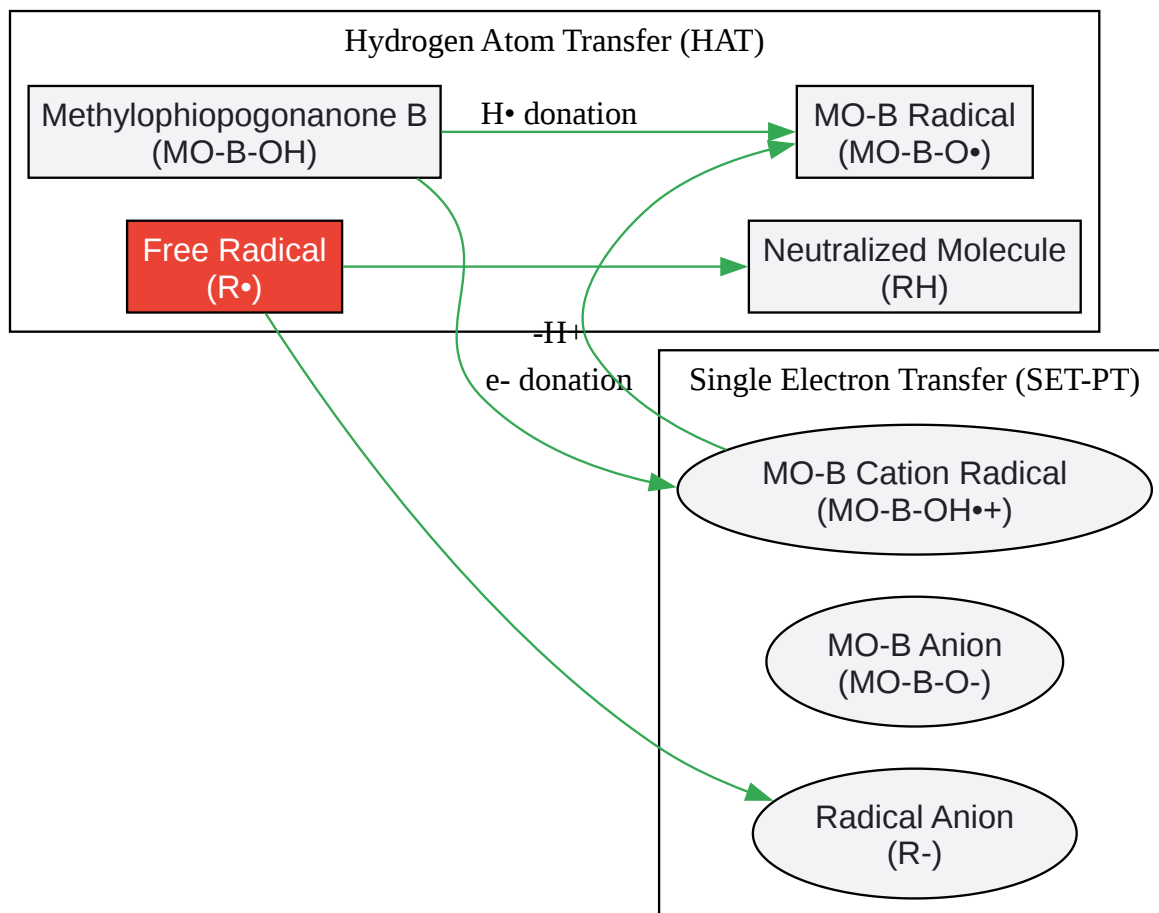 Hydrogen Atom Transfer (HAT)
Methylophiopogonanone B
(MO-B-OH)
H• donation
MO-B Radical
(MO-B-O•)
Free Radical
(R•)
Neutralized Molecule
(RH)
-H+
e- donation
Single Electron Transfer (SET-PT)
MO-B Cation Radical
(MO-B-OH•+)
MO-B Anion
(MO-B-O-)
Radical Anion
(R-)